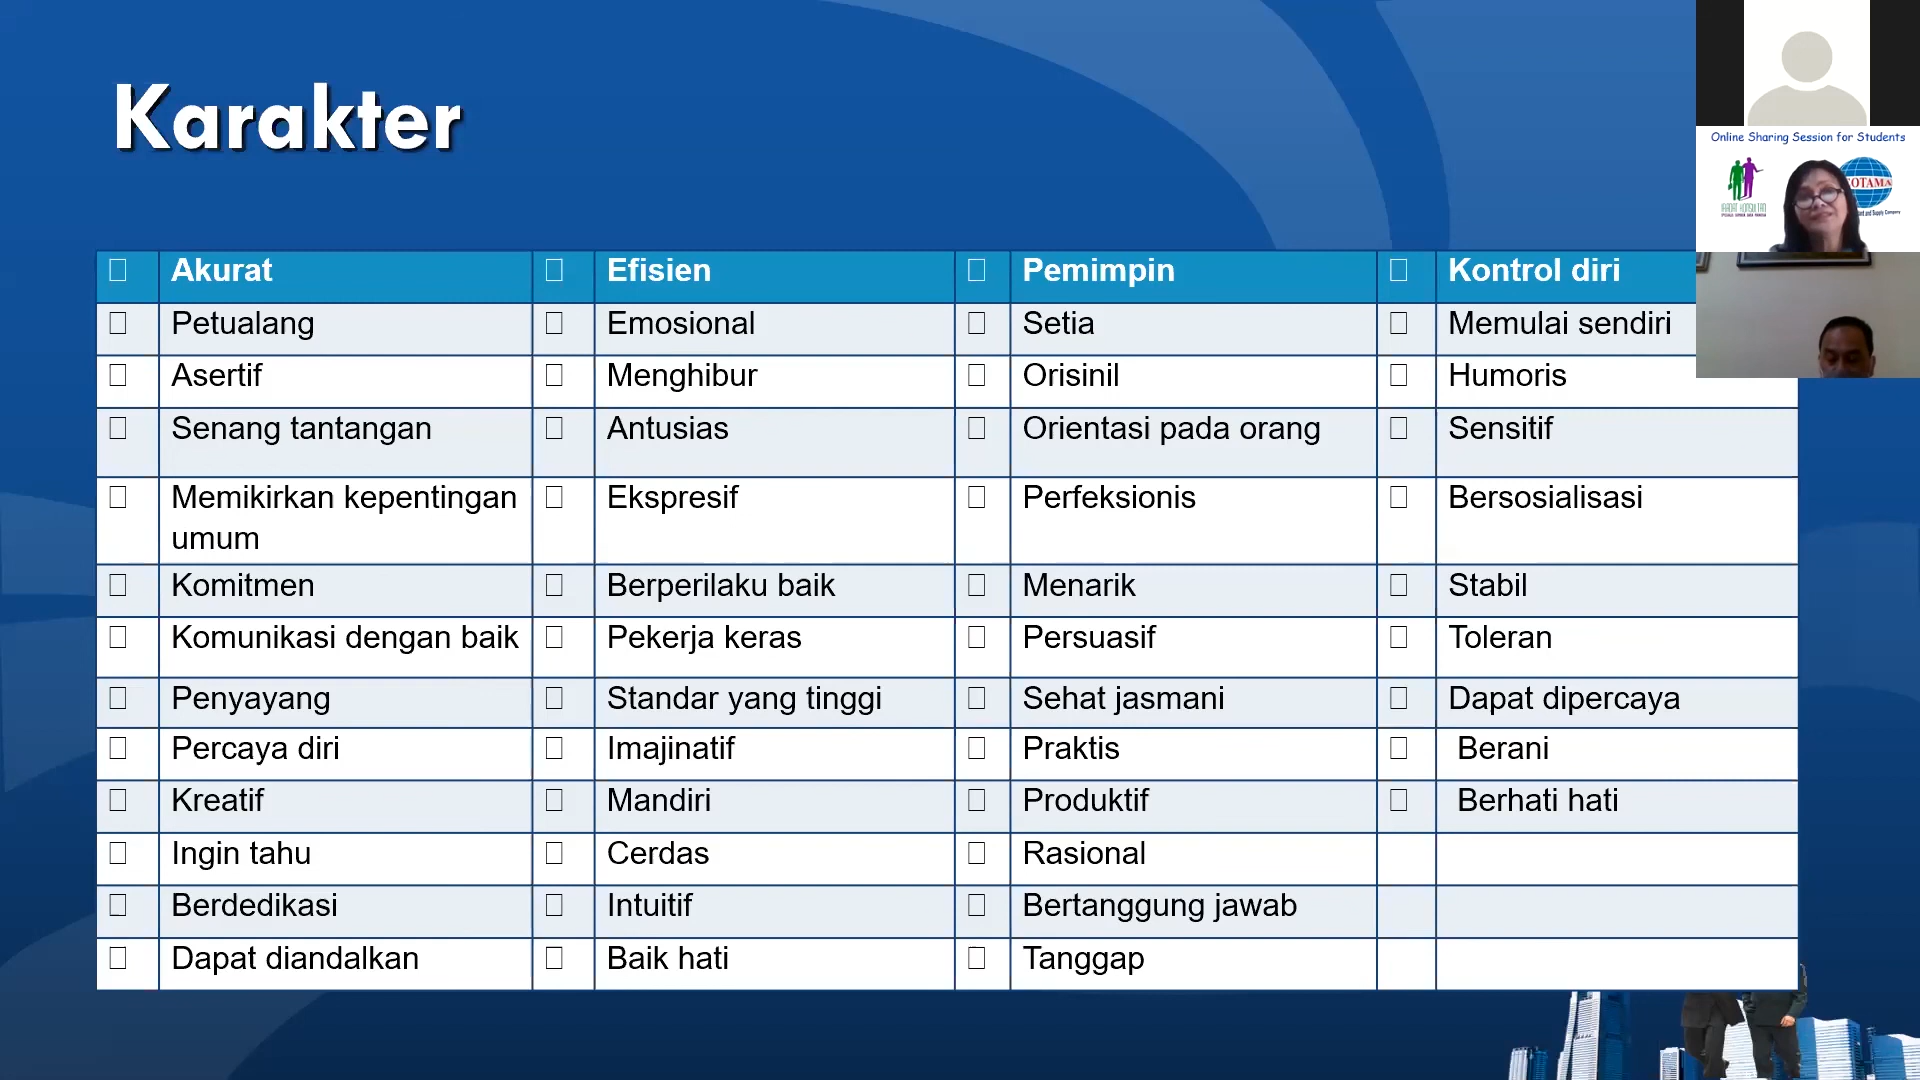 Karakter
Online Sharing Session for Students
OTAMA
Akurat Efisien Pemimpin Kontrol diri
Petualang Emosional Setia Memulai sendiri
Asertif Menghibur Orisinil Humoris
Senang tantangan Antusias Orientasi pada orang Sensitif
Memikirkan kepentingan Ekspresif Perfeksionis Bersosialisasi
umum
Komitmen Berperilaku baik Menarik Stabil
Komunikasi dengan baik Pekerja keras Persuasif Toleran
Penyayang Standar yang tinggi Sehat jasmani Dapat dipercaya
Percaya diri Imajinatif Praktis Berani
Kreatif Mandiri Produktif Berhati hati
Ingin tahu Cerdas Rasional
Berdedikasi Intuitif Bertanggung jawab
Dapat diandalkan Baik hati Tanggap